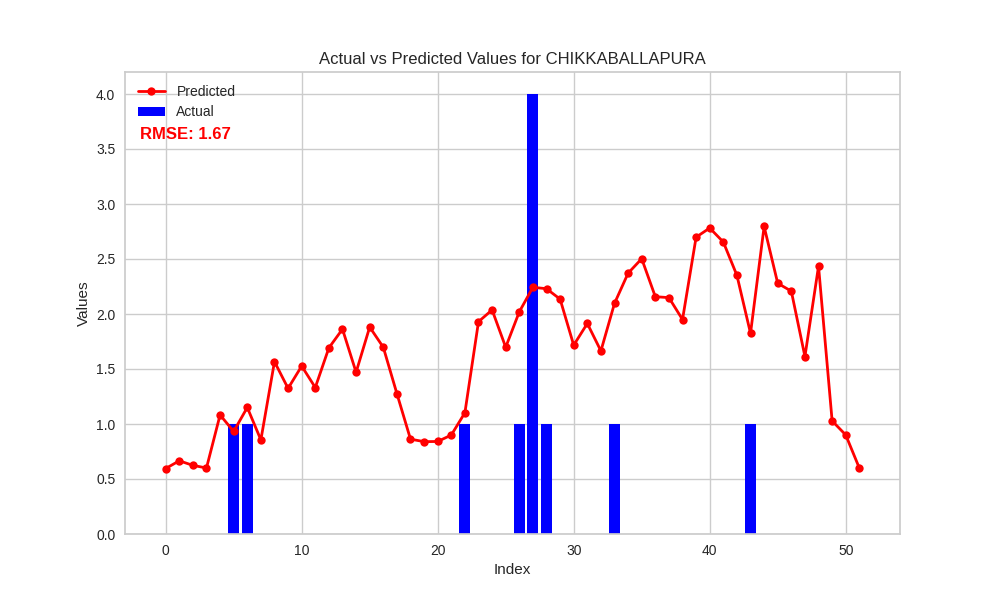 Actual vs Predicted Values for CHIKKABALLAPURA
Predicted
Actual
RMSE: 1.67
4.0
3.5
3.0
2.5
2.0
1.5
1.0
0.5
0.0
Values
0 10 20 30 40 50
Index